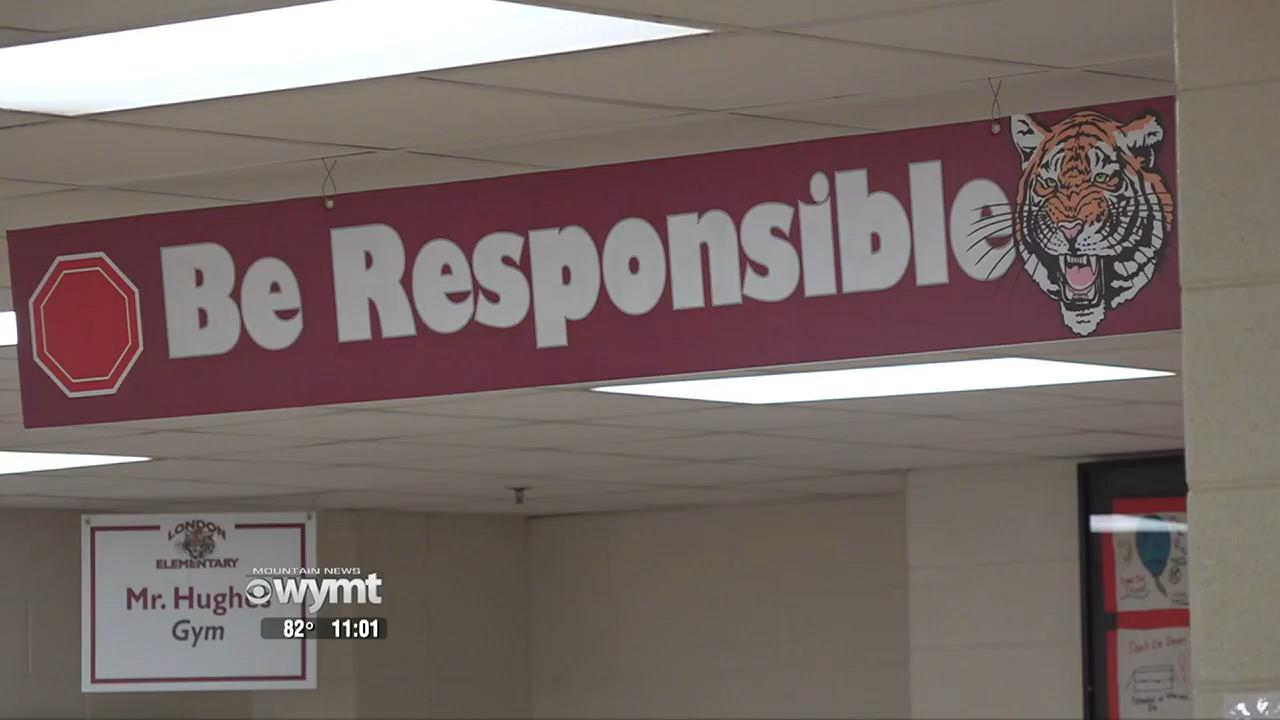 Be Responsible
LONDON
ELEMENTARY
Mr. Hughes
Gym
MOUNTAIN NEWS
wymt
82° 11:01